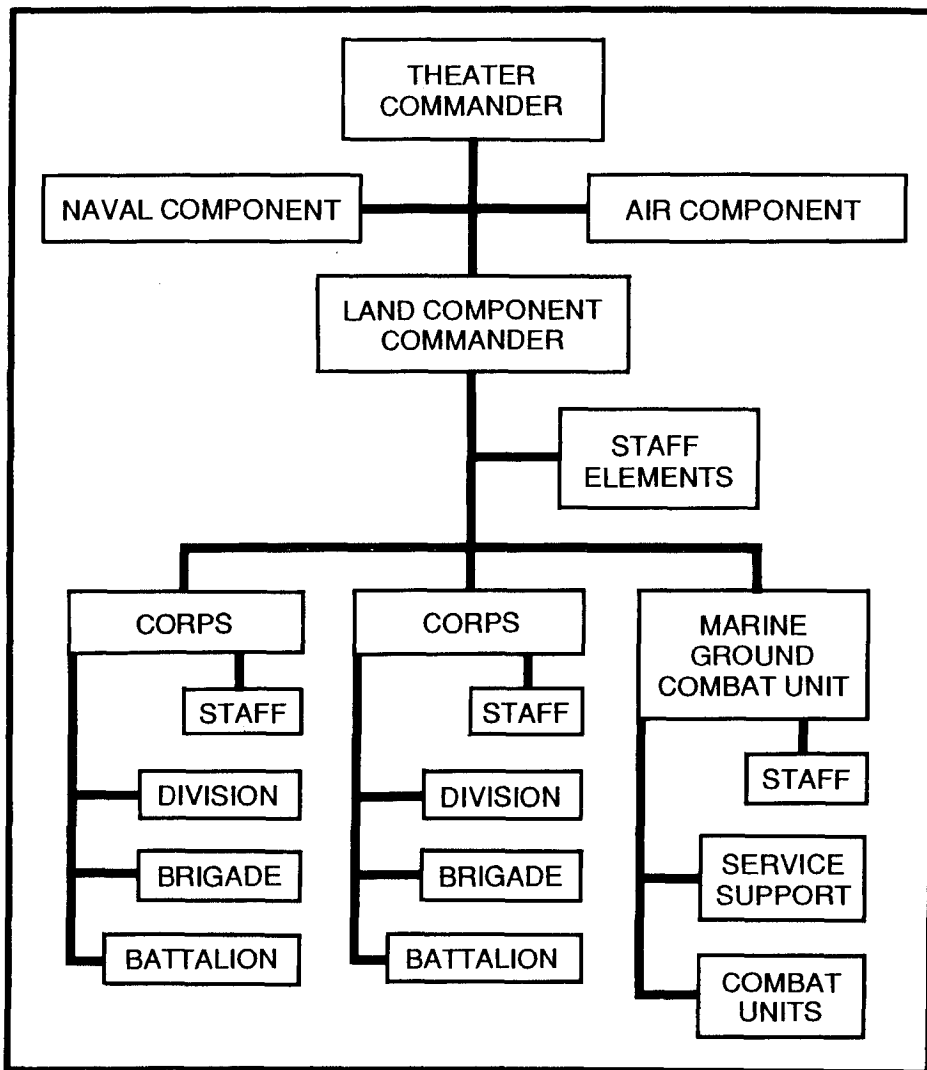 THEATER
COMMANDER
NAVAL COMPONENT
AIR COMPONENT
LAND COMPONENT
COMMANDER
STAFF
ELEMENTS
CORPS
STAFF
DIVISION
BRIGADE
BATTALION
CORPS
STAFF
DIVISION
BRIGADE
BATTALION
MARINE
GROUND
COMBAT UNIT
STAFF
SERVICE
SUPPORT
COMBAT
UNITS